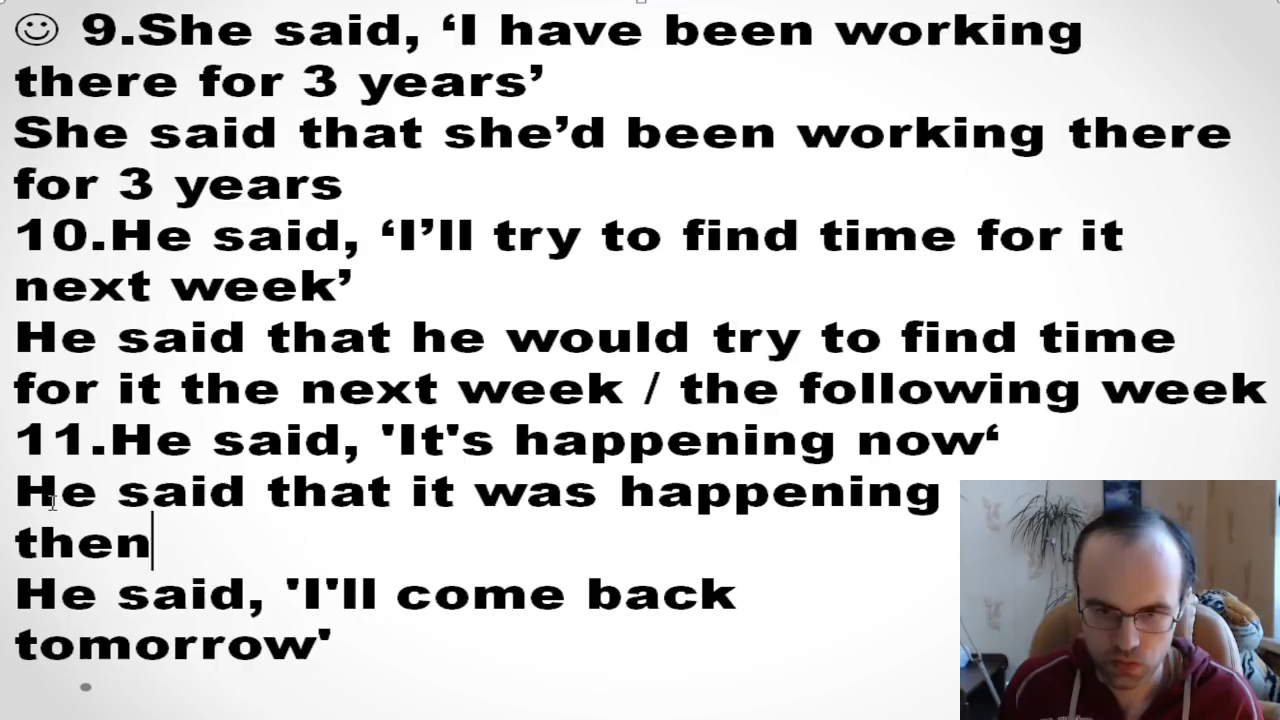 ☺ 9.She said, ‘I have been working
there for 3 years’
She said that she’d been working there
for 3 years
10.He said, ‘I’ll try to find time for it
next week’
He said that he would try to find time
for it the next week / the following week
11.He said, 'It's happening now‘
He said that it was happening
then
He said, 'I'll come back
tomorrow'